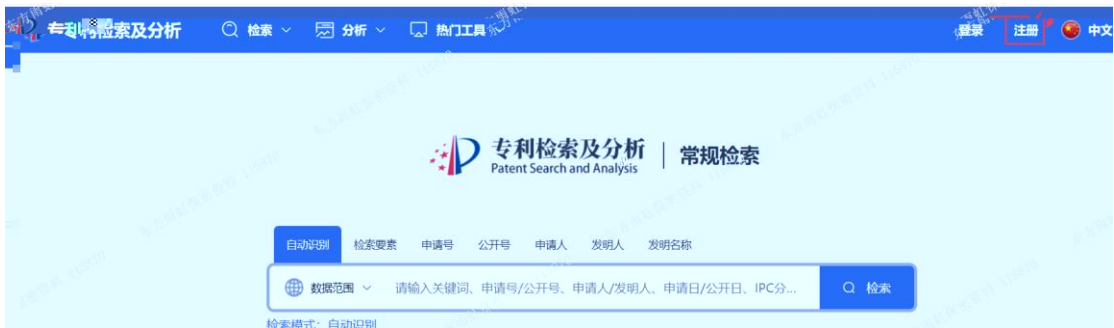 专利检索及分析 检索 分析 热门工具 登录 注册 中文
专利检索及分析 | 常规检索
Patent Search and Analysis
自动识别 检索要素 申请号 公开号 申请人 发明人 发明名称
数据范围 请输入关键词、申请号/公开号、申请人/发明人、申请日/公开日、IPC分... 检索
检索模式：自动识别